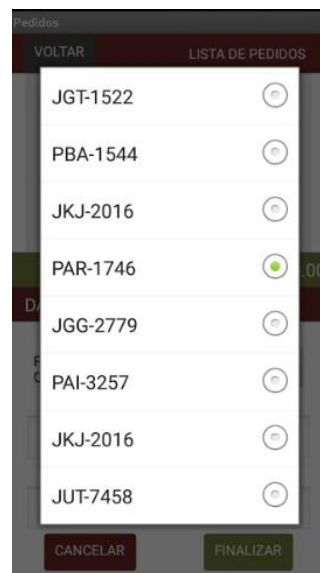 Pedidos
VOLTAR LISTA DE PEDIDOS
JGT-1522
PBA-1544
JKJ-2016
PAR-1746
JGG-2779
PAI-3257
JKJ-2016
JUT-7458
CANCELAR FINALIZAR